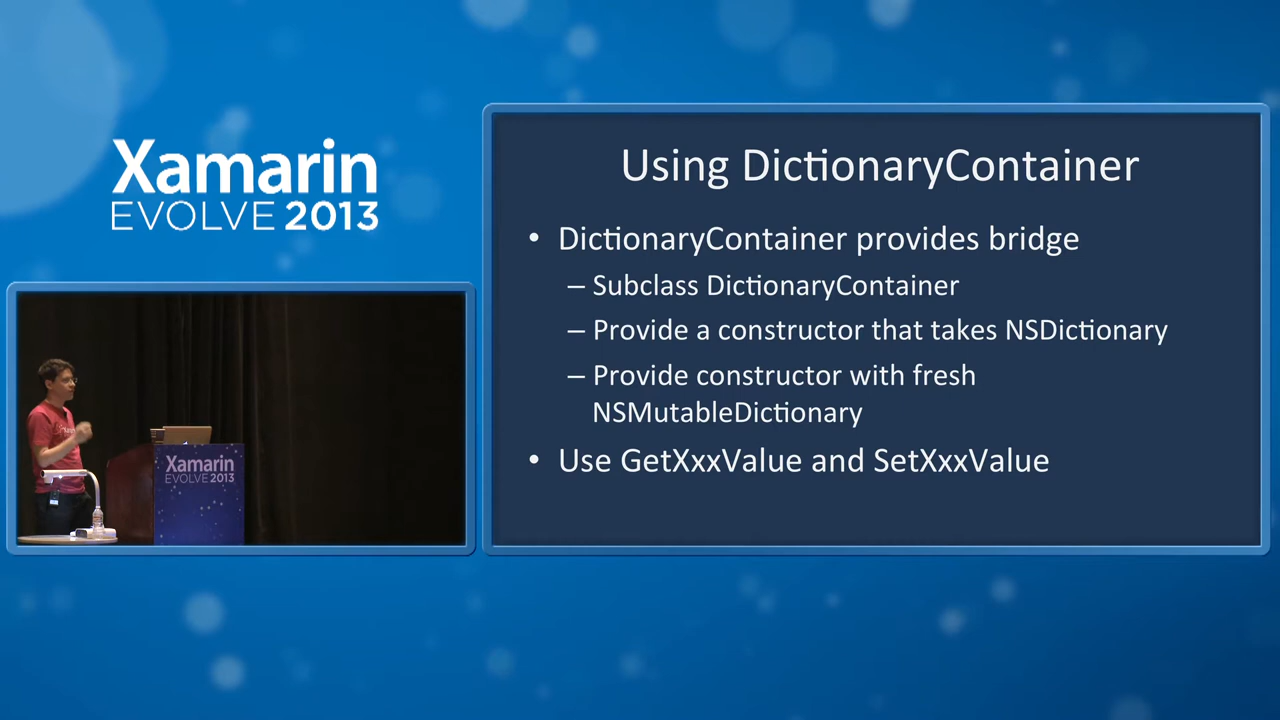 Xamarin
EVOLVE 2013
Using DictionaryContainer
• DictionaryContainer provides bridge
– Subclass DictionaryContainer
– Provide a constructor that takes NSDictionary
– Provide constructor with fresh
NSMutableDictionary
• Use GetXxxValue and SetXxxValue
Xamarin
EVOLVE 2013